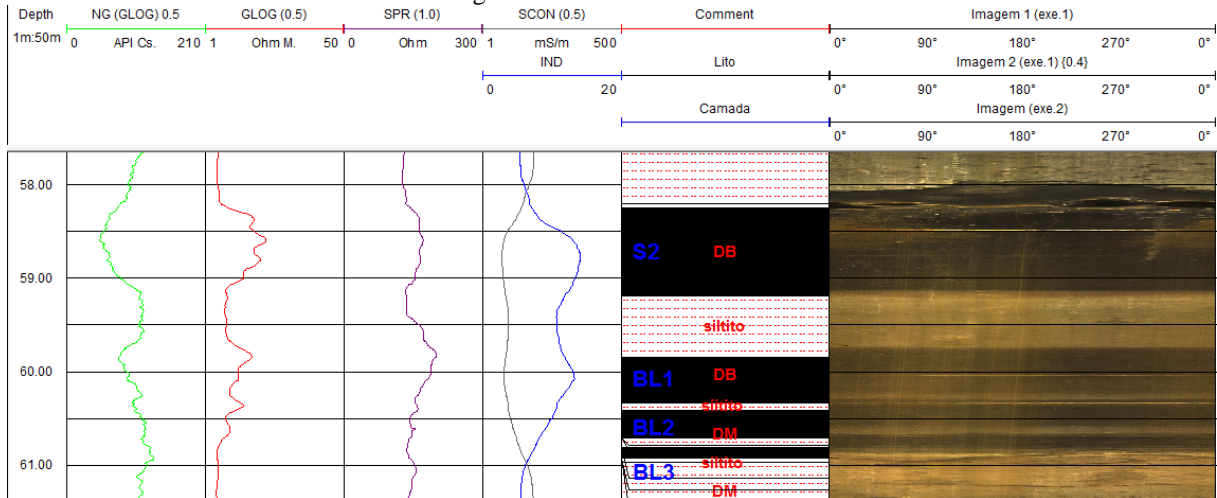 Depth NG (GLOG) 0.5 GLOG (0.5) SPR (1.0) SCON (0.5) Comment Imagem 1 (exe.1)
1m:50m 0 API Cs. 210 1 Ohm M. 50 0 Ohm 300 1 mS/m 500 0° 90° 180° 270° 0°
IND Lito Imagem 2 (exe.1) {0.4}
0 20 0° 90° 180° 270° 0°
Camada Imagem (exe.2)
0° 90° 180° 270° 0°
58.00
S2 DB
59.00
siltito
60.00 BL1 DB
siltito
BL2 DM
siltito
61.00 BL3
DM